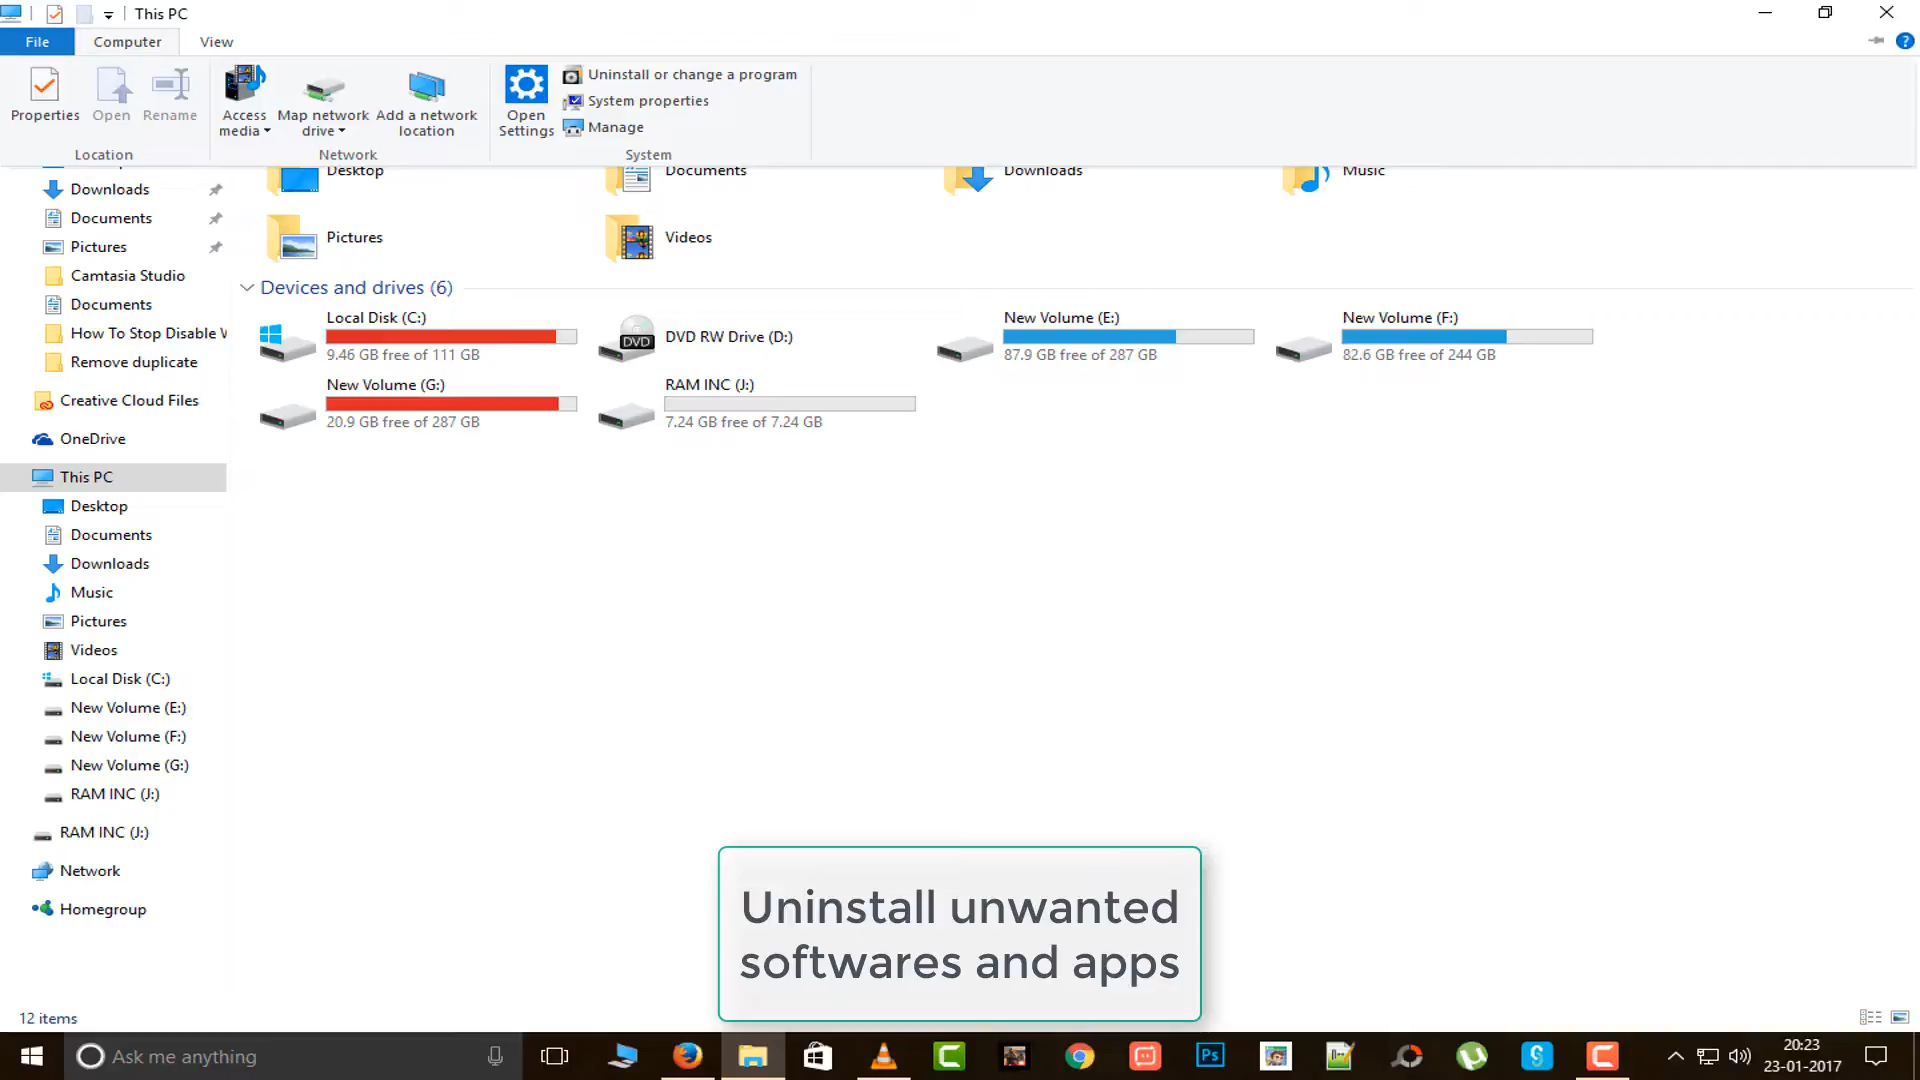 This PC
File
Computer
View
Properties
Open
Rename
Access media
Map network drive
Add a network location
Open Settings
Uninstall or change a program
System properties
Manage
Location
Network
System
Desktop
Documents
Downloads
Music
Pictures
Videos
Devices and drives (6)
Local Disk (C:)
9.46 GB free of 111 GB
DVD
DVD RW Drive (D:)
New Volume (E:)
87.9 GB free of 287 GB
New Volume (F:)
82.6 GB free of 244 GB
New Volume (G:)
20.9 GB free of 287 GB
RAM INC (J:)
7.24 GB free of 7.24 GB
Downloads
Documents
Pictures
Camtasia Studio
Documents
How To Stop Disable
Remove duplicate
Creative Cloud Files
OneDrive
This PC
Desktop
Documents
Downloads
Music
Pictures
Videos
Local Disk (C:)
New Volume (E:)
New Volume (F:)
New Volume (G:)
RAM INC (J:)
RAM INC (J:)
Network
Homegroup
Uninstall unwanted
softwares and apps
12 items
Ask me anything
Ps
20:23
23-01-2017